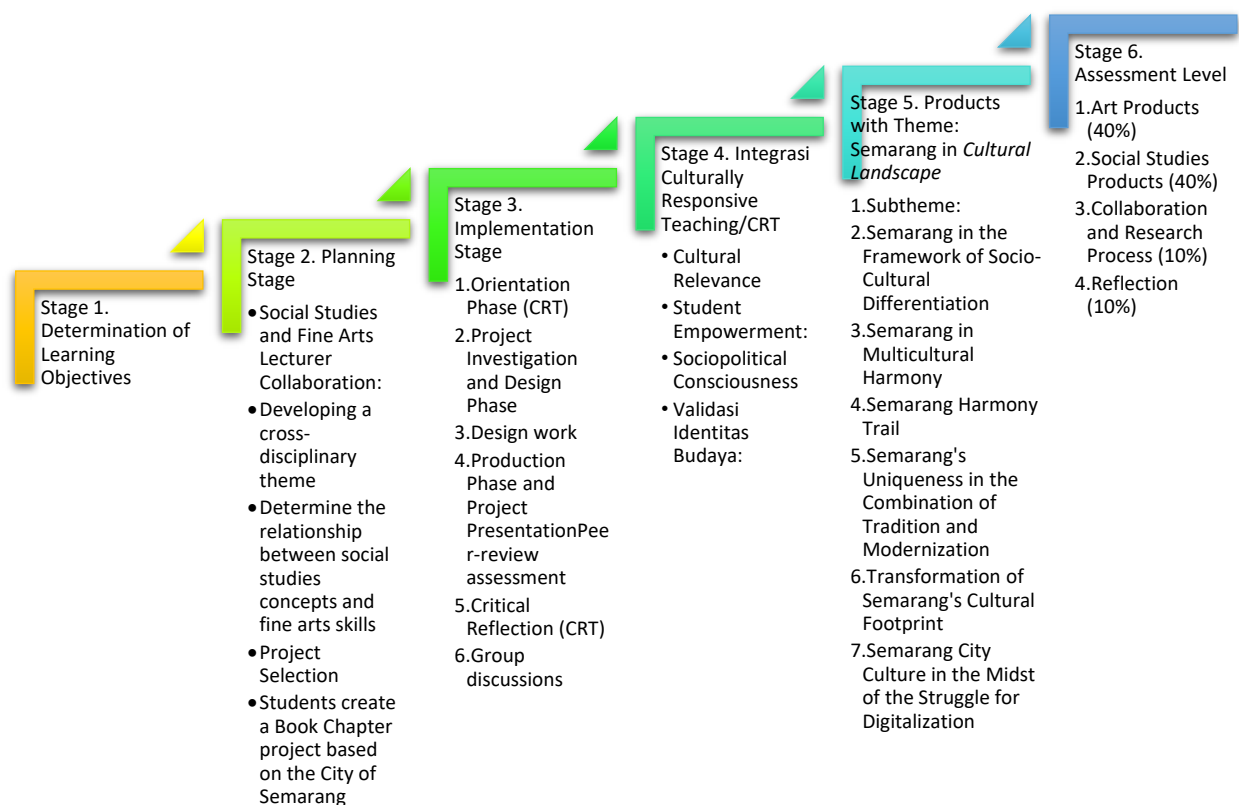 Stage 1.
Determination of
Learning
Objectives
Stage 2. Planning
Stage
•Social Studies
and Fine Arts
Lecturer
Collaboration:
•Developing a
cross-
disciplinary
theme
•Determine the
relationship
between social
studies
concepts and
fine arts skills
•Project
Selection
•Students create
a Book Chapter
project based
on the City of
Semarang
Stage 3.
Implementation
Stage
1.Orientation
Phase (CRT)
2.Project
Investigation
and Design
Phase
3.Design work
4.Production
Phase and
Project
PresentationPee
r-review
assessment
5.Critical
Reflection (CRT)
6.Group
discussions
Stage 4. Integrasi
Culturally
Responsive
Teaching/CRT
• Cultural
Relevance
• Student
Empowerment:
• Sociopolitical
Consciousness
• Validasi
Identitas
Budaya:
Stage 5. Products
with Theme:
Semarang in Cultural
Landscape
1.Subtheme:
2.Semarang in the
Framework of Socio-
Cultural
Differentiation
3.Semarang in
Multicultural
Harmony
4.Semarang Harmony
Trail
5.Semarang's
Uniqueness in the
Combination of
Tradition and
Modernization
6.Transformation of
Semarang's Cultural
Footprint
7.Semarang City
Culture in the Midst
of the Struggle for
Digitalization
Stage 6.
Assessment Level
1.Art Products
(40%)
2.Social Studies
Products (40%)
3.Collaboration
and Research
Process (10%)
4.Reflection
(10%)